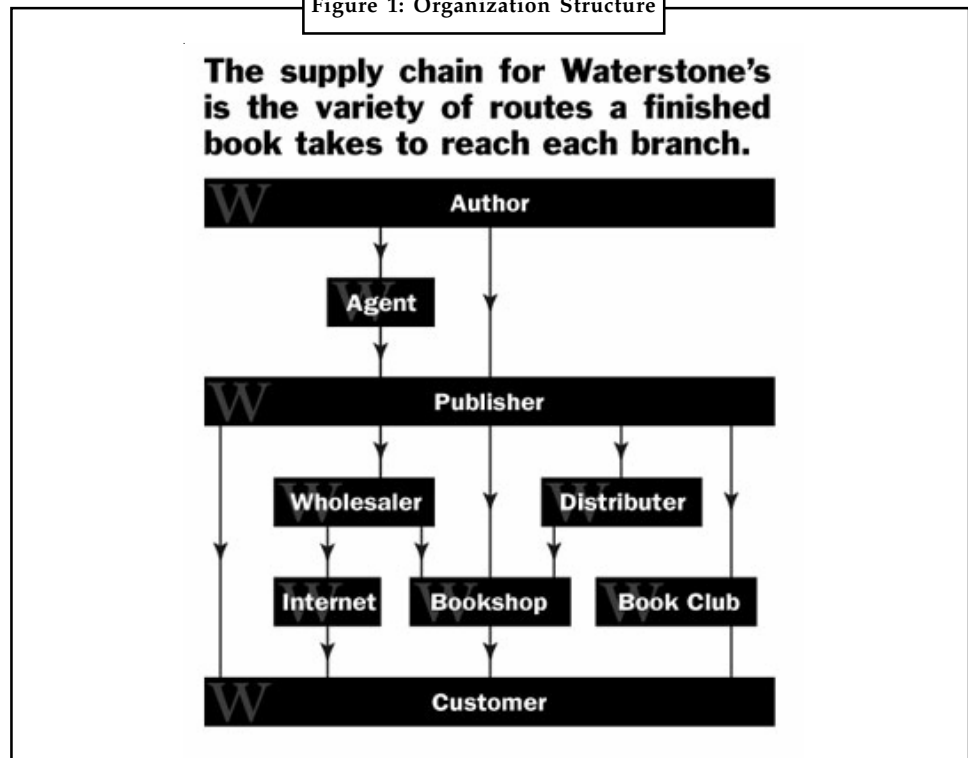 Figure 1: Organization Structure
The supply chain for Waterstone's
is the variety of routes a finished
book takes to reach each branch.
W Author
W Agent
W Publisher
W Wholesaler W Distributer
W Internet W Bookshop W Book Club
W Customer